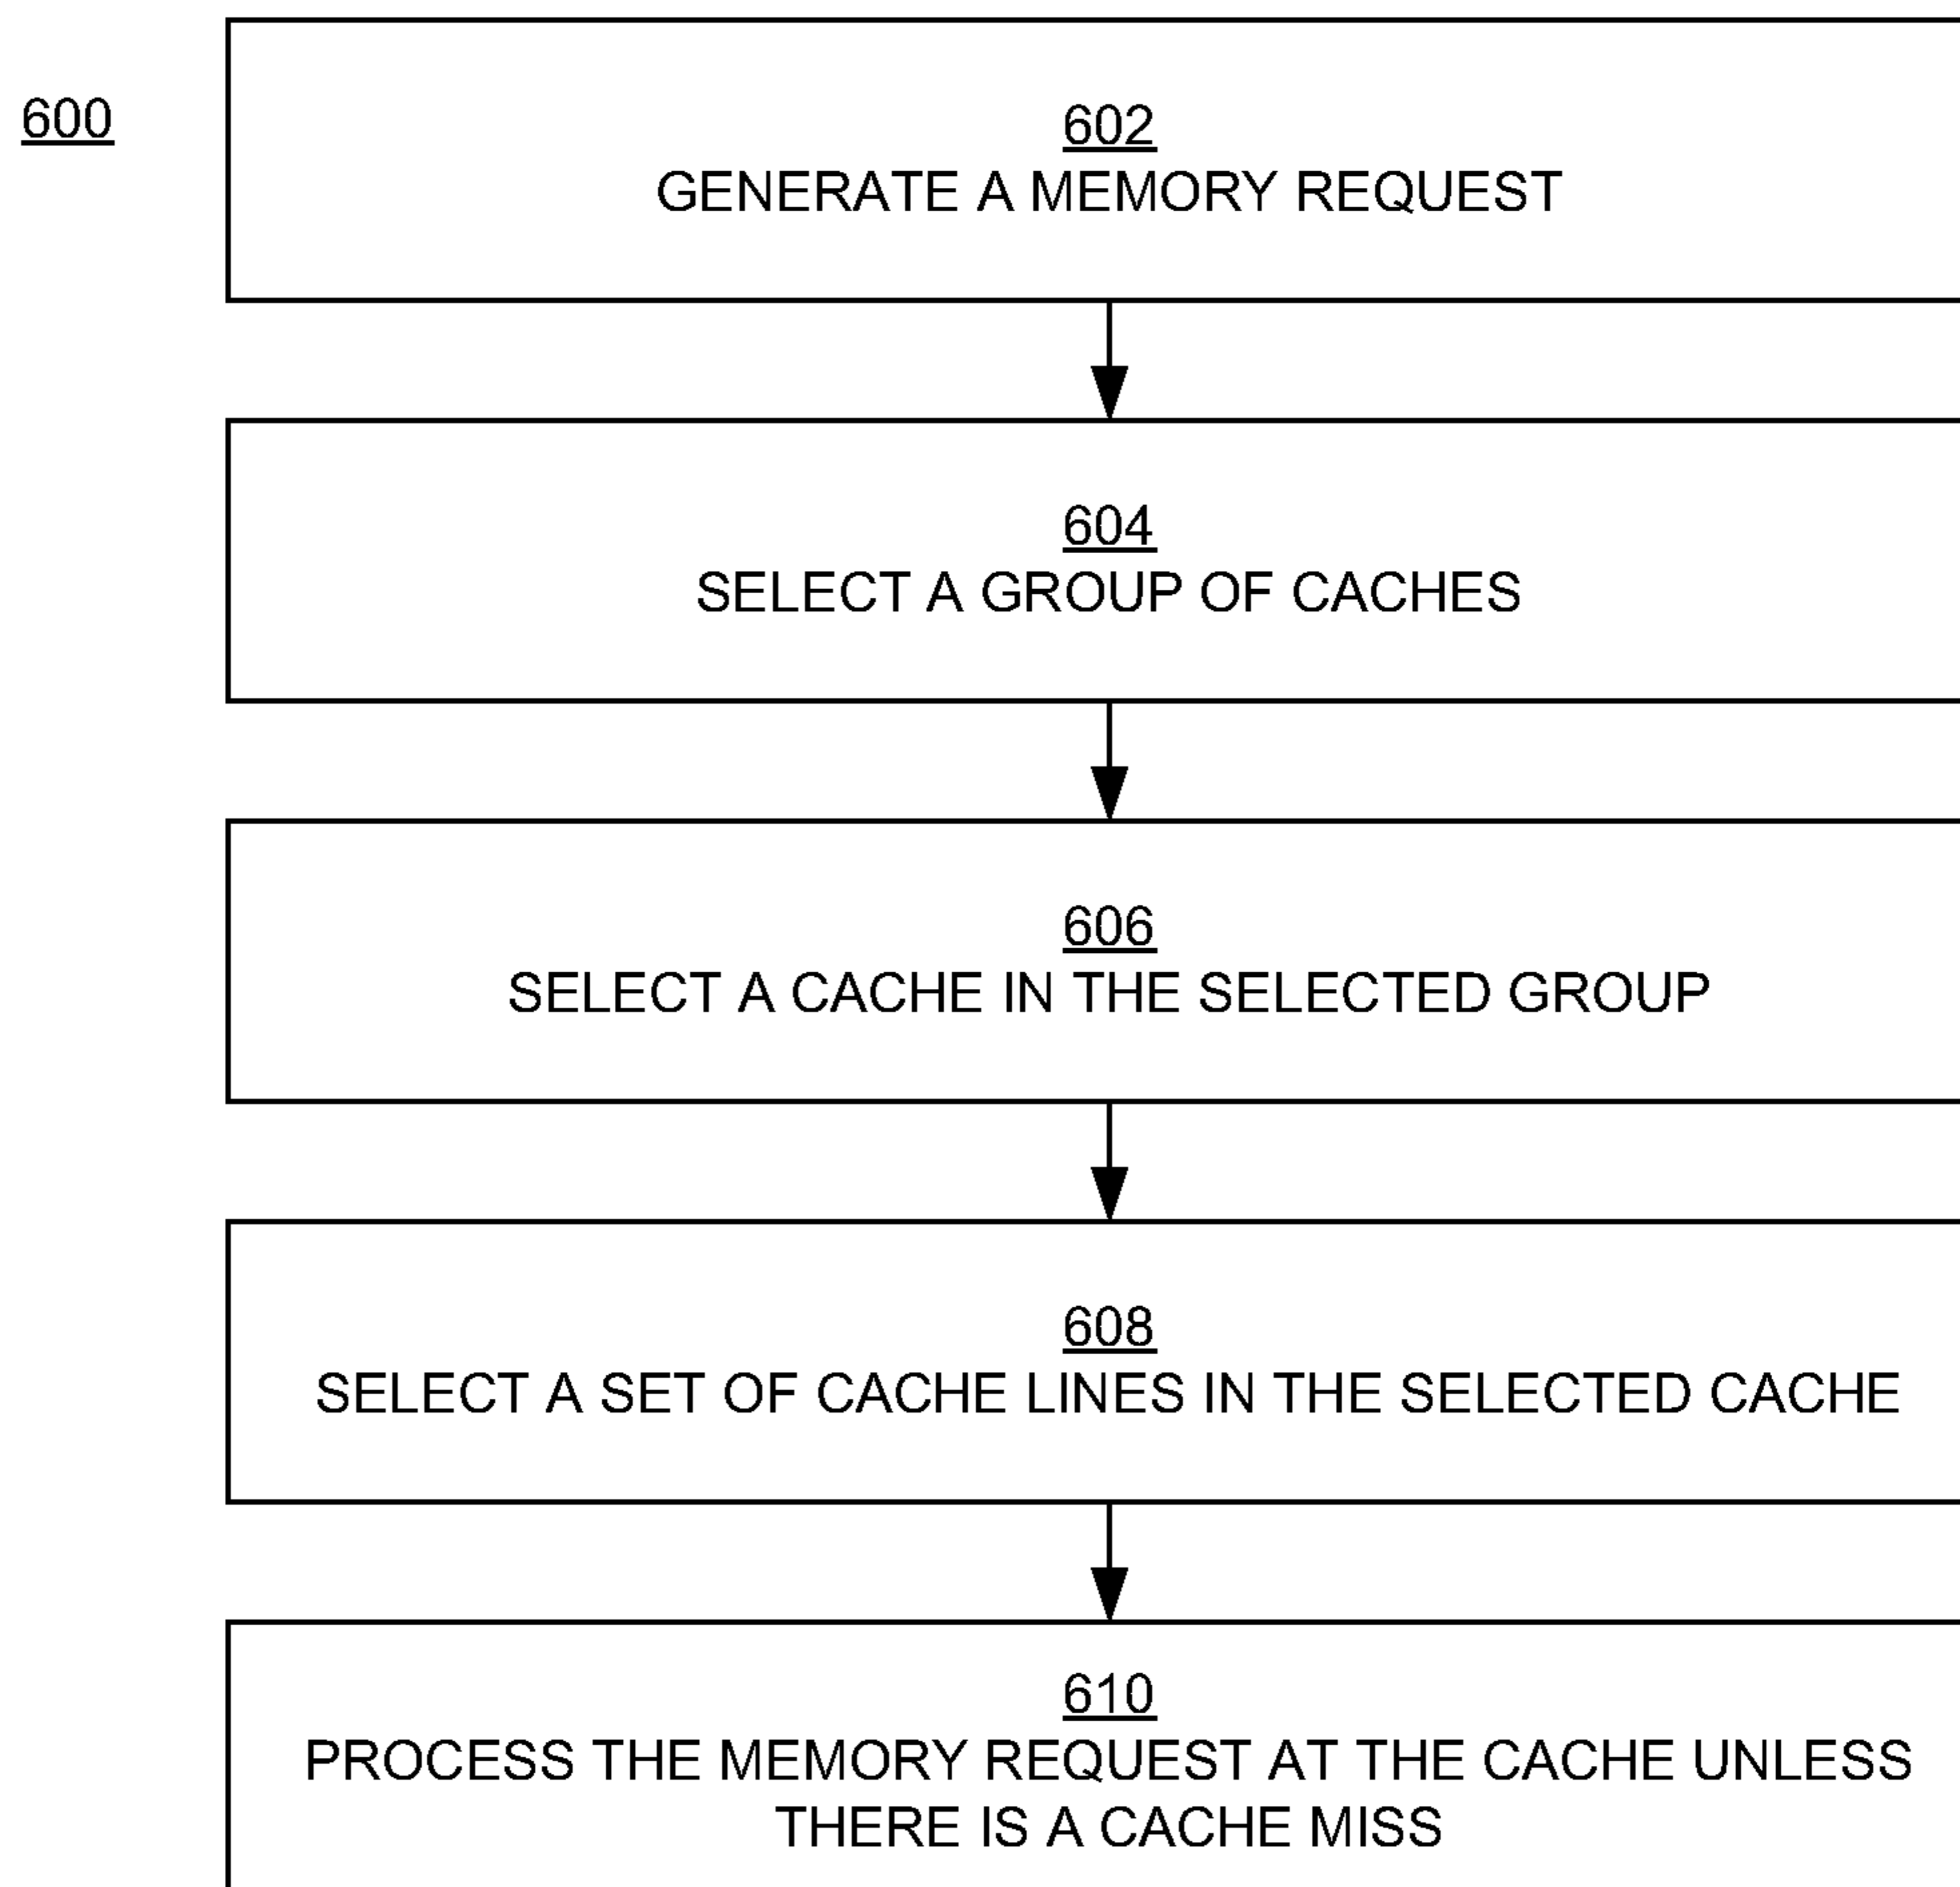 600
602
GENERATE A MEMORY REQUEST
604
SELECT A GROUP OF CACHES
606
SELECT A CACHE IN THE SELECTED GROUP
608
SELECT A SET OF CACHE LINES IN THE SELECTED CACHE
610
PROCESS THE MEMORY REQUEST AT THE CACHE UNLESS
THERE IS A CACHE MISS